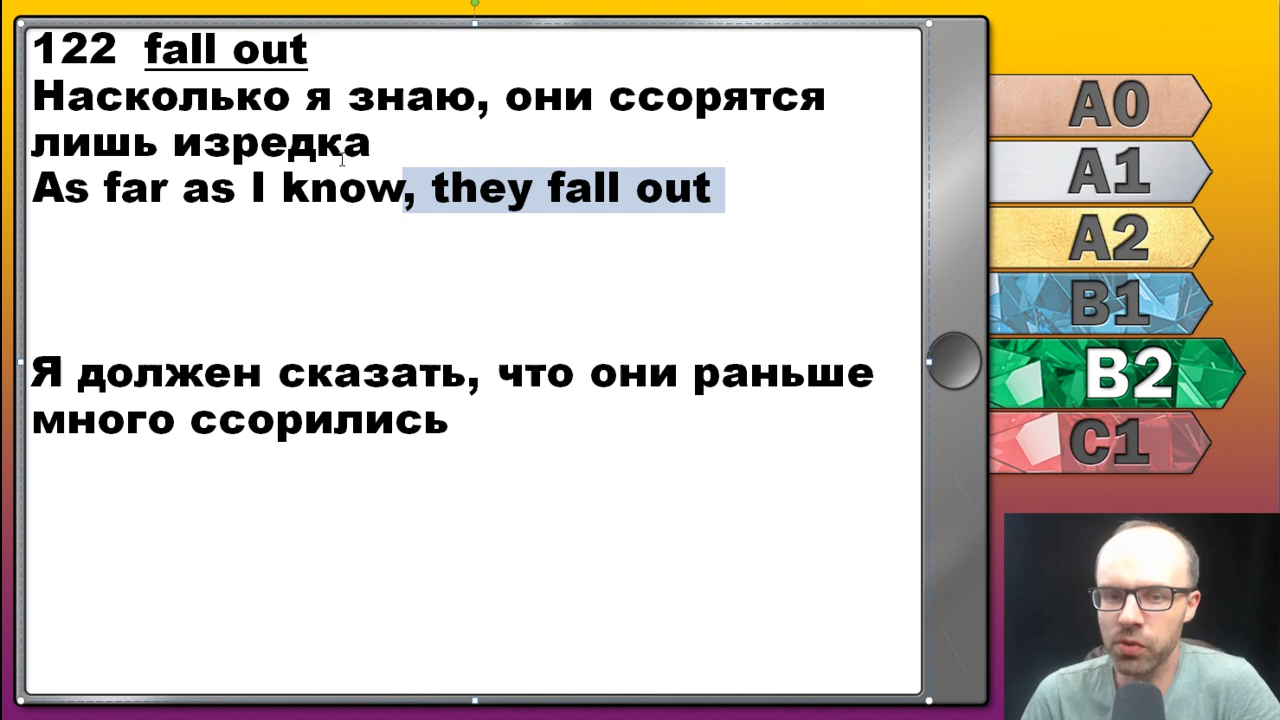 122 fall out
Насколько я знаю, они ссорятся
лишь изредка
As far as I know, they fall out
Я должен сказать, что они раньше
много ссорились
A0
A1
A2
B1
B2
C1